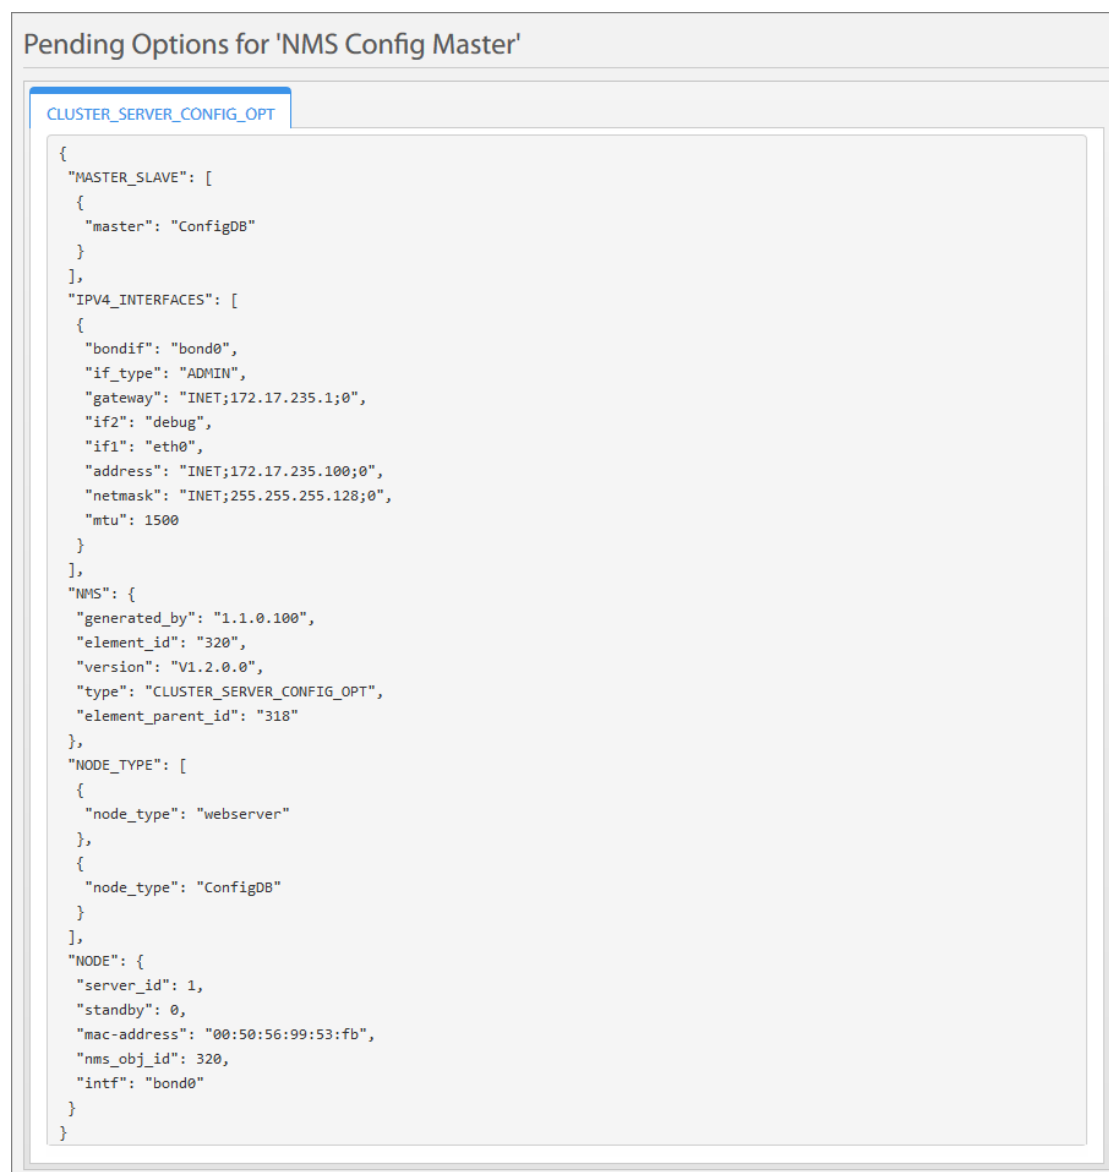 Pending Options for 'NMS Config Master'
CLUSTER_SERVER_CONFIG_OPT
{
"MASTER_SLAVE": [
{
"master": "ConfigDB"
}
],
"IPV4_INTERFACES": [
{
"bondif": "bond0",
"if_type": "ADMIN",
"gateway": "INET;172.17.235.1;0",
"if2": "debug",
"if1": "eth0",
"address": "INET;172.17.235.100;0",
"netmask": "INET;255.255.255.128;0",
"mtu": 1500
}
],
"NMS": {
"generated_by": "1.1.0.100",
"element_id": "320",
"version": "V1.2.0.0",
"type": "CLUSTER_SERVER_CONFIG_OPT",
"element_parent_id": "318"
},
"NODE_TYPE": [
{
"node_type": "webserver"
},
{
"node_type": "ConfigDB"
}
],
"NODE": {
"server_id": 1,
"standby": 0,
"mac-address": "00:50:56:99:53:fb",
"nms_obj_id": 320,
"intf": "bond0"
}
}